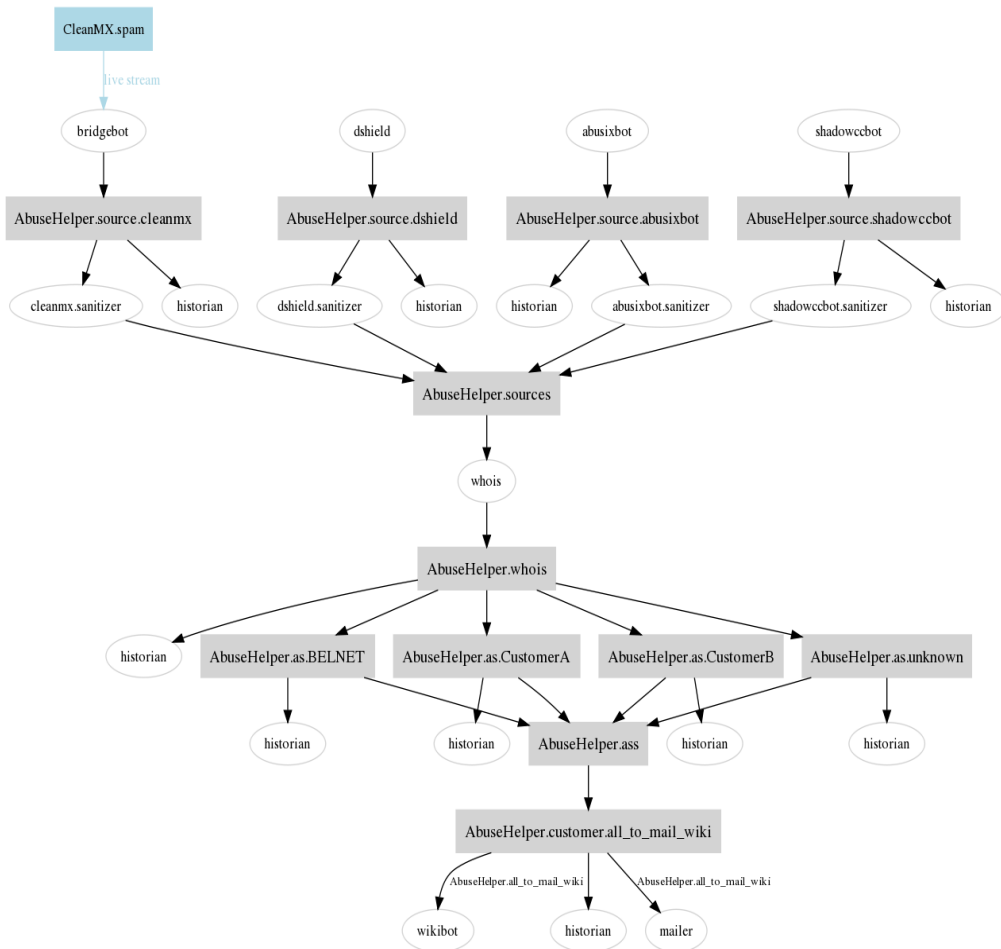 CleanMX.spam
live stream
bridgebot
dshield
abusixbot
shadowccbot
AbuseHelper.source.cleanmx
AbuseHelper.source.dshield
AbuseHelper.source.abusixbot
AbuseHelper.source.shadowccbot
cleanmx.sanitizer
historian
dshield.sanitizer
historian
historian
abusixbot.sanitizer
shadowccbot.sanitizer
historian
AbuseHelper.sources
whois
AbuseHelper.whois
historian
AbuseHelper.as.BELNET
AbuseHelper.as.CustomerA
AbuseHelper.as.CustomerB
AbuseHelper.as.unknown
historian
historian
AbuseHelper.ass
historian
historian
AbuseHelper.customer.all_to_mail_wiki
AbuseHelper.all_to_mail_wiki
AbuseHelper.all_to_mail_wiki
wikibot
historian
mailer